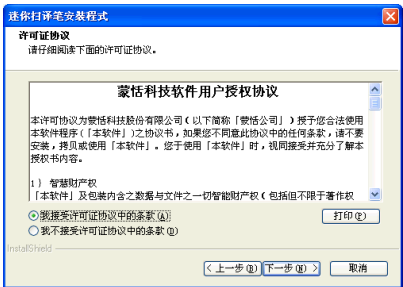 迷你扫译笔安装程式
许可证协议
请仔细阅读下面的许可证协议。
蒙恬科技软件用户授权协议
本许可协议为蒙恬科技股份有限公司(以下简称「蒙恬公司」)授予您合法使用
本软件程序(「本软件」)之协议书,如果您不同意此协议中的任何条款,请不要
安装,拷贝或使用「本软件」。您于使用「本软件」时,视同接受并充分了解本
授权书内容。
1) 智慧财产权
「本软件」及包装内含之数据与文件之一切智能财产权(包括但不限于著作权
我接受许可证协议中的条款(A)
打印(P)
我不接受许可证协议中的条款(D)
InstallShield
< 上一步(B) 下一步(N) > 取消